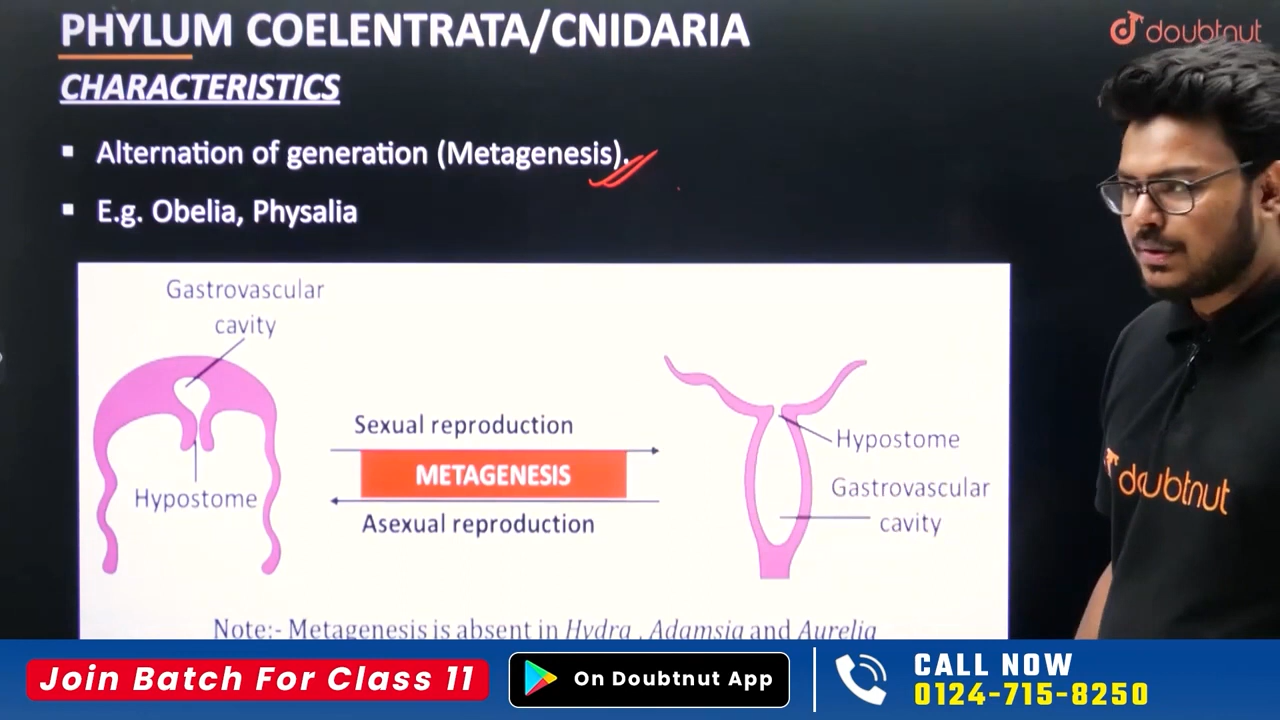 PHYLUM COELENTRATA/CNIDARIA
doubtnut
CHARACTERISTICS
▪ Alternation of generation (Metagenesis).
▪ E.g. Obelia, Physalia
Gastrovascular
cavity
Hypostome
Sexual reproduction
METAGENESIS
Asexual reproduction
Hypostome
Gastrovascular
cavity
Note:- Metagenesis is absent in Hydra , Adamsia and Aurelia
doubtnut
Join Batch For Class 11
On Doubtnut App
CALL NOW
0124-715-8250